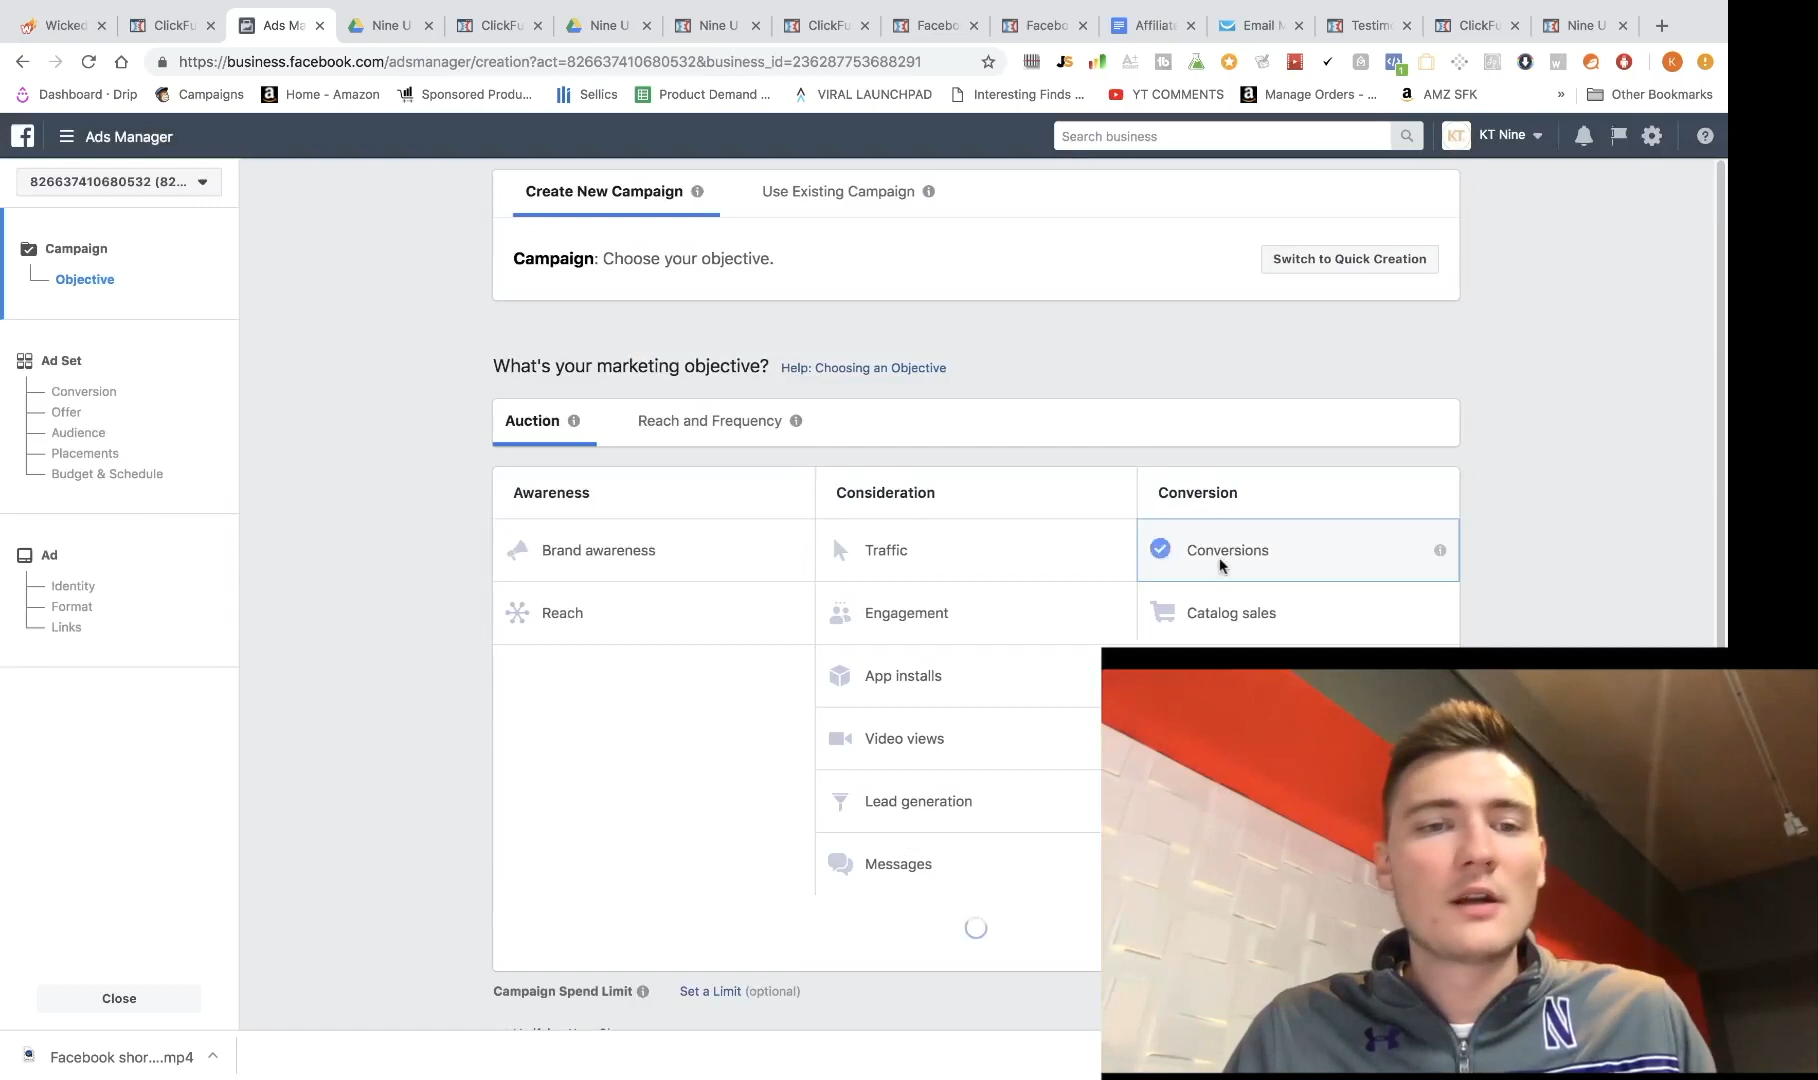 Wicked
ClickFu
Ads Ma
Nine U
ClickFu
Nine U
Nine U
ClickFu
Facebo
Facebo
Affiliate
Email M
Testim
ClickFu
Nine U
https://business.facebook.com/adsmanager/creation?act=826637410680532&business_id=236287753688291
Dashboard · Drip
Campaigns
Home - Amazon
Sponsored Produ...
Sellics
Product Demand ...
VIRAL LAUNCHPAD
Interesting Finds ...
YT COMMENTS
Manage Orders - ...
AMZ SFK
»
Other Bookmarks
Ads Manager
Search business
KT Nine
826637410680532 (82...
Create New Campaign
Use Existing Campaign
Campaign: Choose your objective.
Switch to Quick Creation
Campaign
Objective
Ad Set
Conversion
Offer
Audience
Placements
Budget & Schedule
Ad
Identity
Format
Links
Close
What's your marketing objective? Help: Choosing an Objective
Auction
Reach and Frequency
Awareness
Consideration
Conversion
Brand awareness
Traffic
Conversions
Reach
Engagement
Catalog sales
App installs
Video views
Lead generation
Messages
Campaign Spend Limit
Set a Limit (optional)
Facebook shor....mp4
N